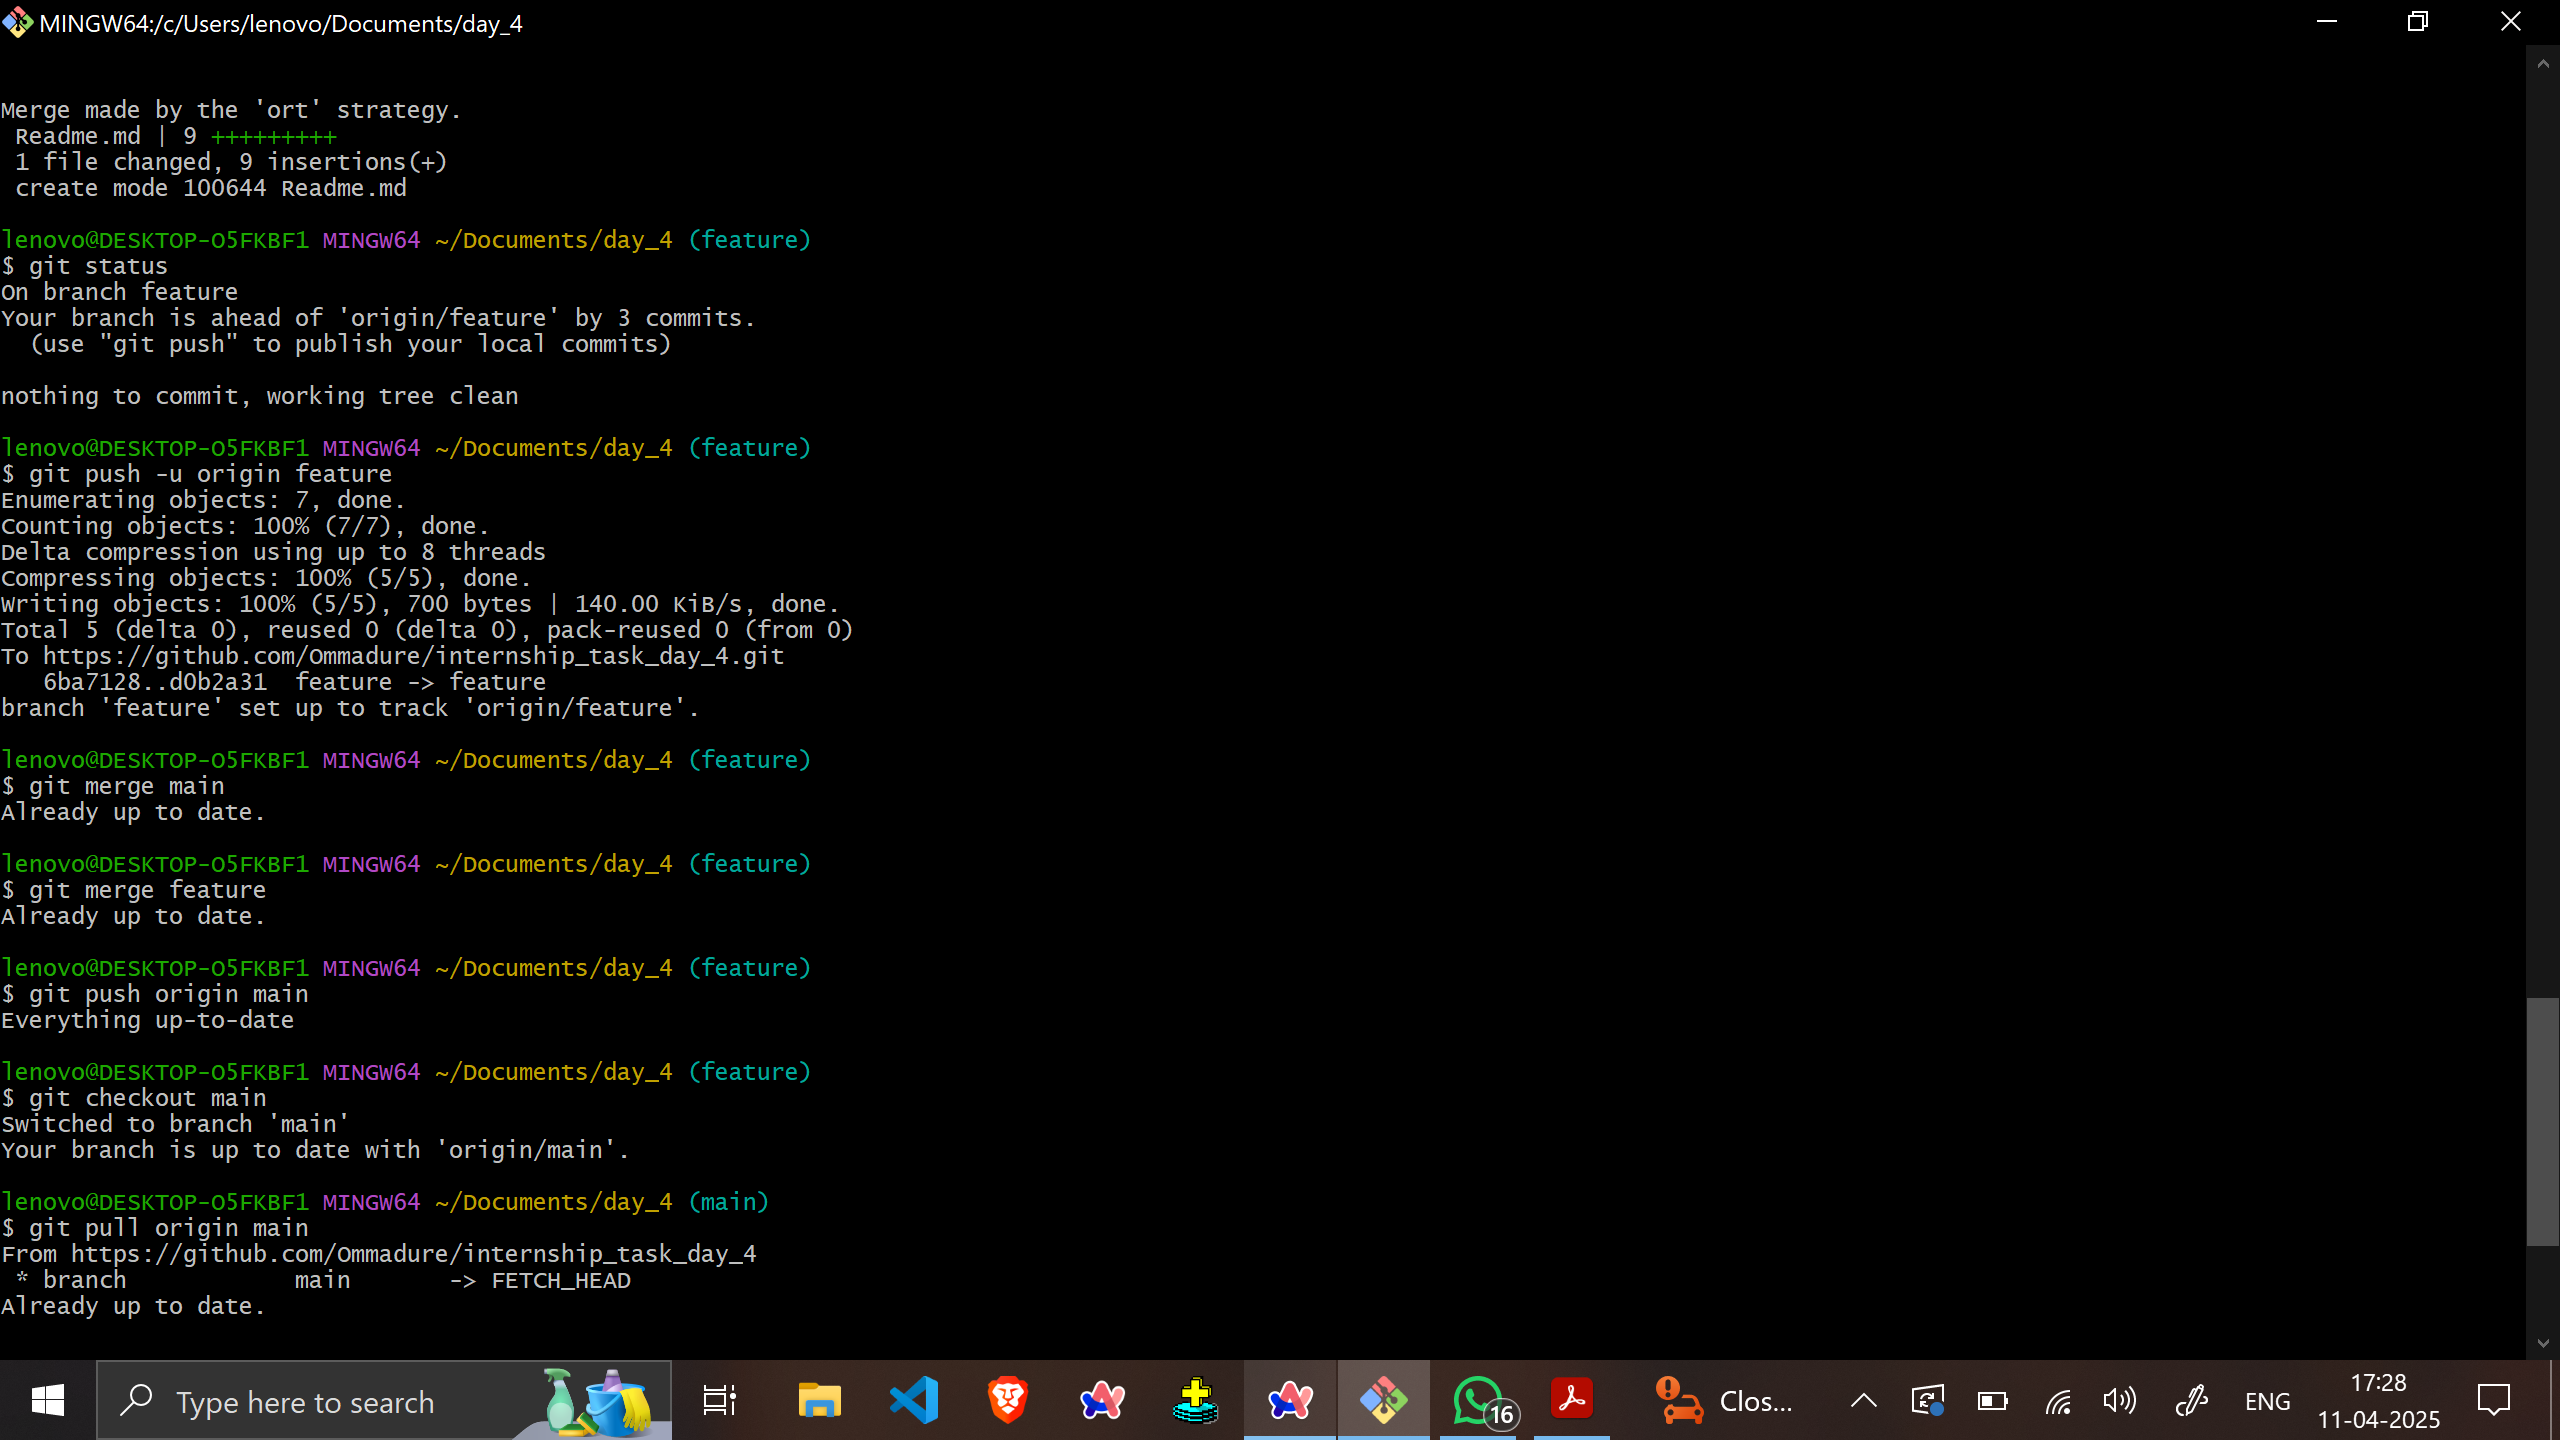 MINGW64:/c/Users/lenovo/Documents/day_4
Merge made by the 'ort' strategy.
 Readme.md | 9 +++++++++
 1 file changed, 9 insertions(+)
 create mode 100644 Readme.md
lenovo@DESKTOP-O5FKBF1 MINGW64 ~/Documents/day_4 (feature)
$ git status
On branch feature
Your branch is ahead of 'origin/feature' by 3 commits.
  (use "git push" to publish your local commits)
nothing to commit, working tree clean
lenovo@DESKTOP-O5FKBF1 MINGW64 ~/Documents/day_4 (feature)
$ git push -u origin feature
Enumerating objects: 7, done.
Counting objects: 100% (7/7), done.
Delta compression using up to 8 threads
Compressing objects: 100% (5/5), done.
Writing objects: 100% (5/5), 700 bytes | 140.00 KiB/s, done.
Total 5 (delta 0), reused 0 (delta 0), pack-reused 0 (from 0)
To https://github.com/Ommadure/internship_task_day_4.git
   6ba7128..d0b2a31  feature -> feature
branch 'feature' set up to track 'origin/feature'.
lenovo@DESKTOP-O5FKBF1 MINGW64 ~/Documents/day_4 (feature)
$ git merge main
Already up to date.
lenovo@DESKTOP-O5FKBF1 MINGW64 ~/Documents/day_4 (feature)
$ git merge feature
Already up to date.
lenovo@DESKTOP-O5FKBF1 MINGW64 ~/Documents/day_4 (feature)
$ git push origin main
Everything up-to-date
lenovo@DESKTOP-O5FKBF1 MINGW64 ~/Documents/day_4 (feature)
$ git checkout main
Switched to branch 'main'
Your branch is up to date with 'origin/main'.
lenovo@DESKTOP-O5FKBF1 MINGW64 ~/Documents/day_4 (main)
$ git pull origin main
From https://github.com/Ommadure/internship_task_day_4
 * branch            main       -> FETCH_HEAD
Already up to date.
Type here to search
16
Clos...
ENG
17:28
11-04-2025